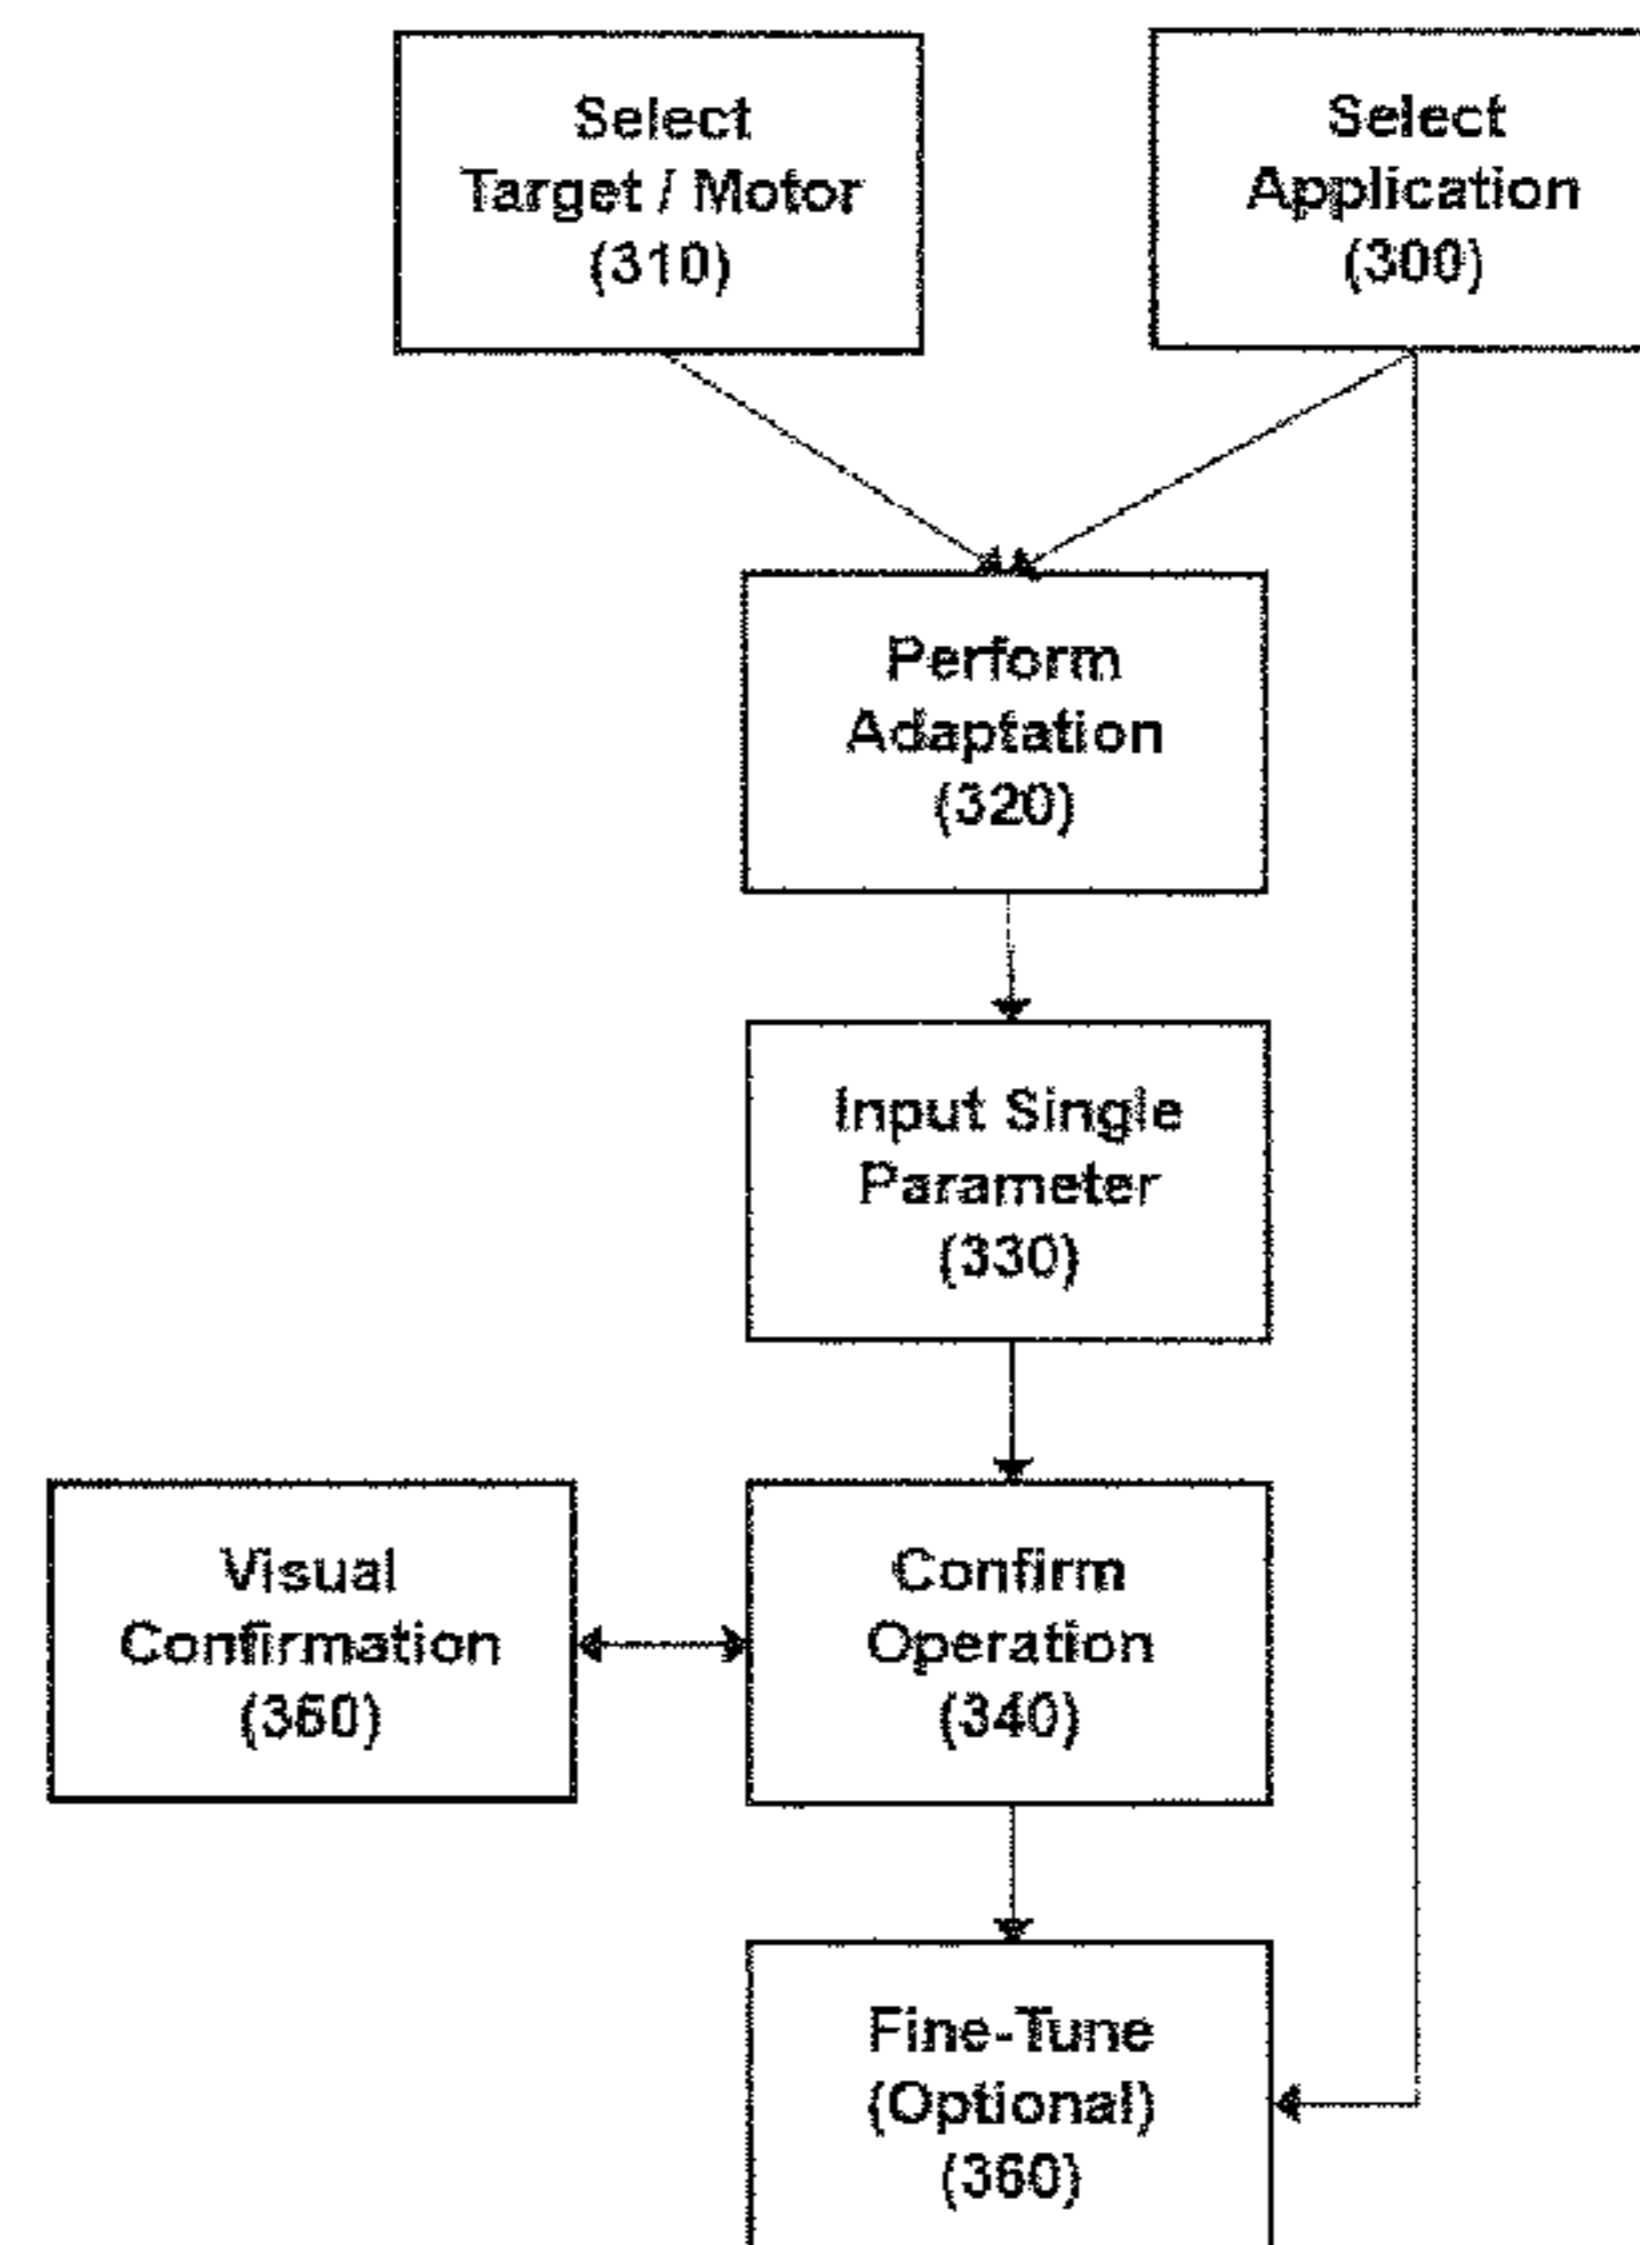 Select
Target / Motor
(310)
Select
Application
(300)
Perform
Adaptation
(320)
Input Single
Parameter
(330)
Visual
Confirmation
(360)
Confirm
Operation
(340)
Fine-Tune
(Optional)
(360)